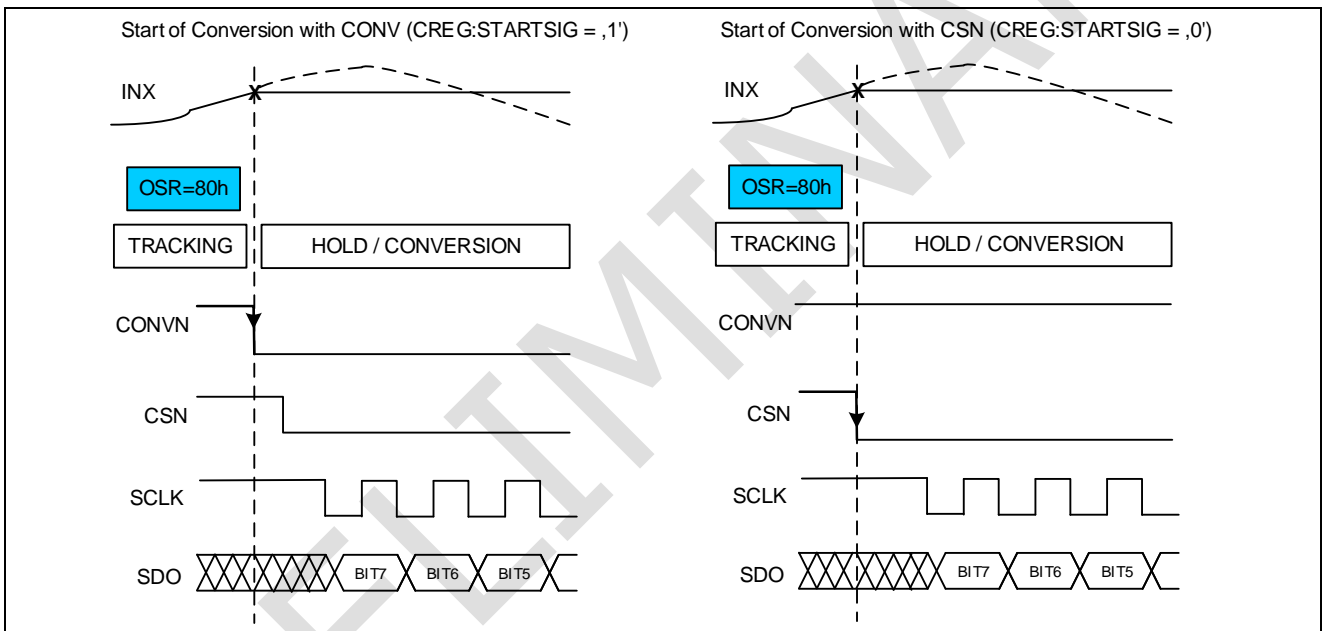 Start of Conversion with CONV (CREG:STARTSIG = ,1')
INX
OSR=80h
TRACKING
HOLD / CONVERSION
CONVN
CSN
SCLK
SDO
BIT7
BIT6
BIT5
Start of Conversion with CSN (CREG:STARTSIG = ,0')
INX
OSR=80h
TRACKING
HOLD / CONVERSION
CONVN
CSN
SCLK
SDO
BIT7
BIT6
BIT5
ELIMINA